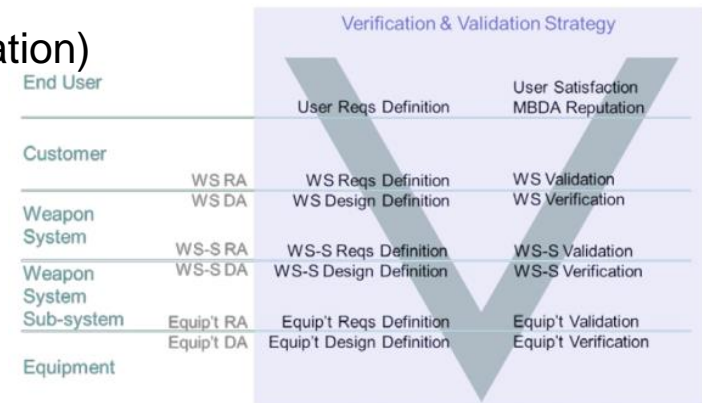 ation)
Verification & Validation Strategy
End User
User Satisfaction
User Reqs Definition MBDA Reputation
Customer
WS RA WS Reqs Definition WS Validation
WS DA WS Design Definition WS Verification
Weapon
System
WS-S RA WS-S Reqs Definition WS-S Validation
WS-S DA WS-S Design Definition WS-S Verification
Weapon
System
Sub-system
Equip't RA Equip't Reqs Definition Equip't Validation
Equip't DA Equip't Design Definition Equip't Verification
Equipment